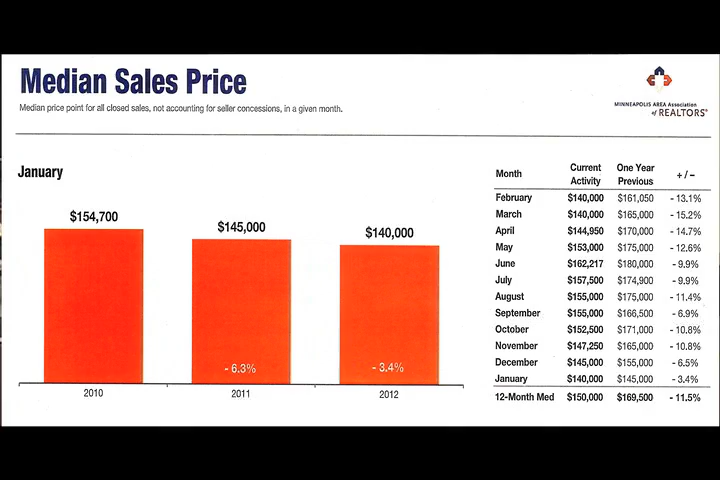 Median Sales Price
Median price point for all closed sales, not accounting for seller concessions, in a given month.
MINNEAPOLIS AREA Association
of REALTORS®
January
$154,700
$145,000
$140,000
- 6.3%
- 3.4%
2010
2011
2012
Month Current Activity One Year Previous + / –
February $140,000 $161,050 - 13.1%
March $140,000 $165,000 - 15.2%
April $144,950 $170,000 - 14.7%
May $153,000 $175,000 - 12.6%
June $162,217 $180,000 - 9.9%
July $157,500 $174,900 - 9.9%
August $155,000 $175,000 - 11.4%
September $155,000 $166,500 - 6.9%
October $152,500 $171,000 - 10.8%
November $147,250 $165,000 - 10.8%
December $145,000 $155,000 - 6.5%
January $140,000 $145,000 - 3.4%
12-Month Med $150,000 $169,500 - 11.5%